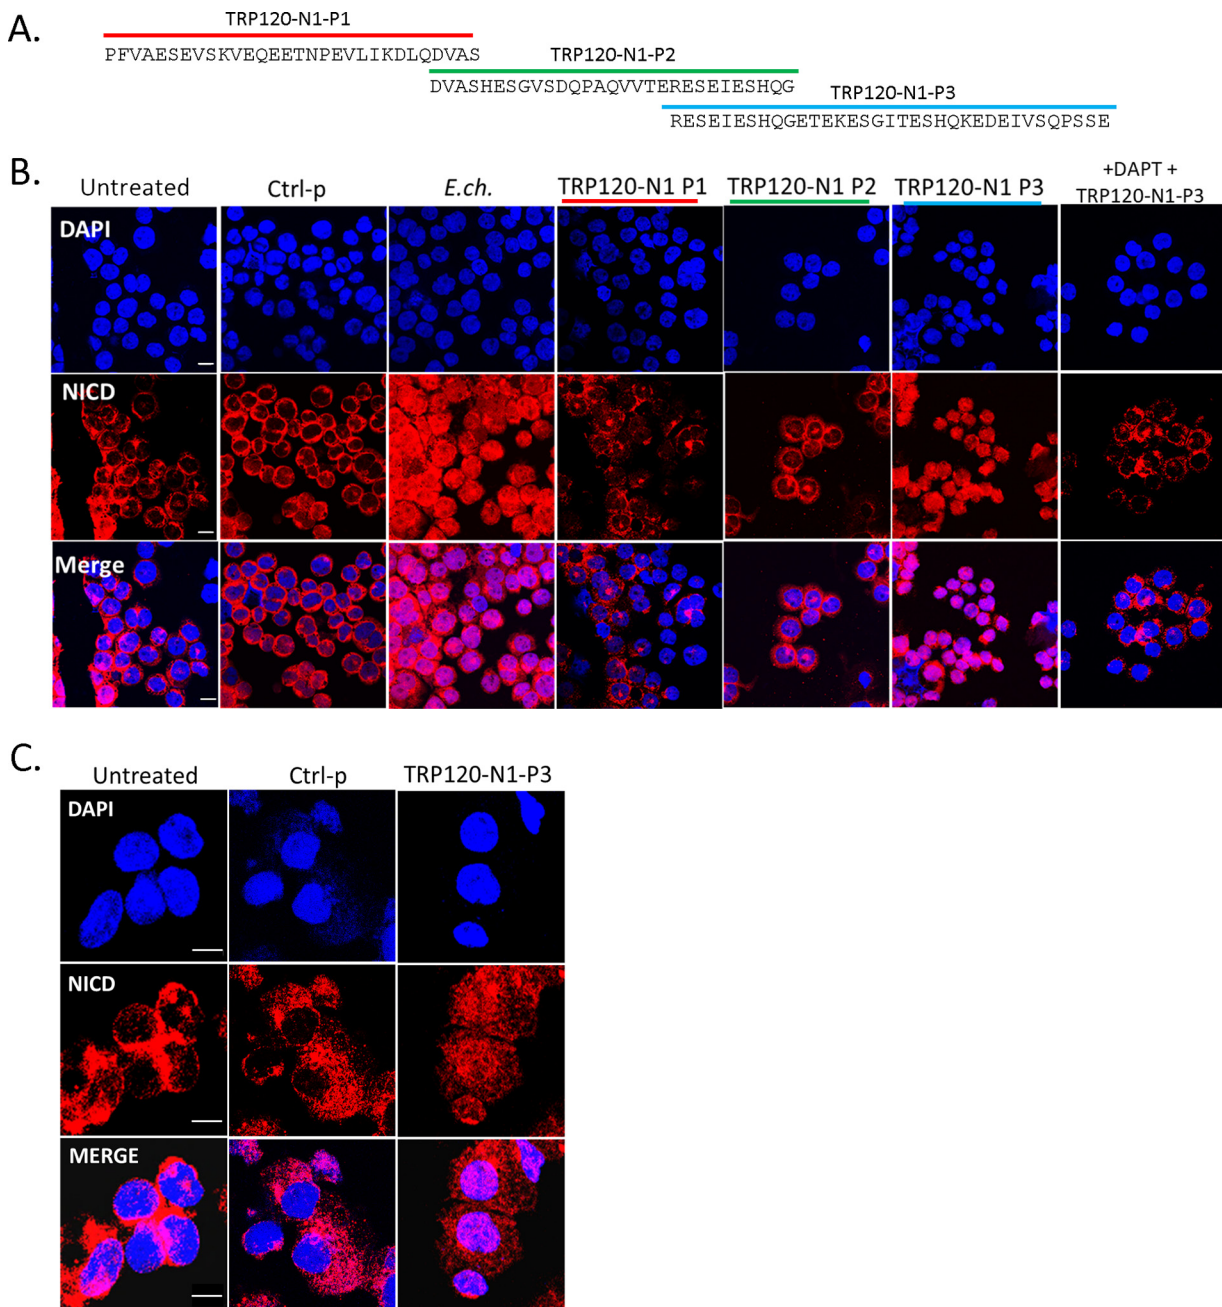 A.
TRP120-N1-P1
PFVAESEVSKVEQEETNPEVLIKDLQDVAS
TRP120-N1-P2
DVASHESGVSDQPAQVVTERESEIESHQG
TRP120-N1-P3
RESEIESHQGETEKESGITESHQKEDEIVSQPSSE
B.
Untreated
Ctrl-p
E.ch.
TRP120-N1 P1
TRP120-N1 P2
TRP120-N1 P3
+DAPT +
TRP120-N1-P3
DAPI
NICD
Merge
C.
Untreated
Ctrl-p
TRP120-N1-P3
DAPI
NICD
MERGE